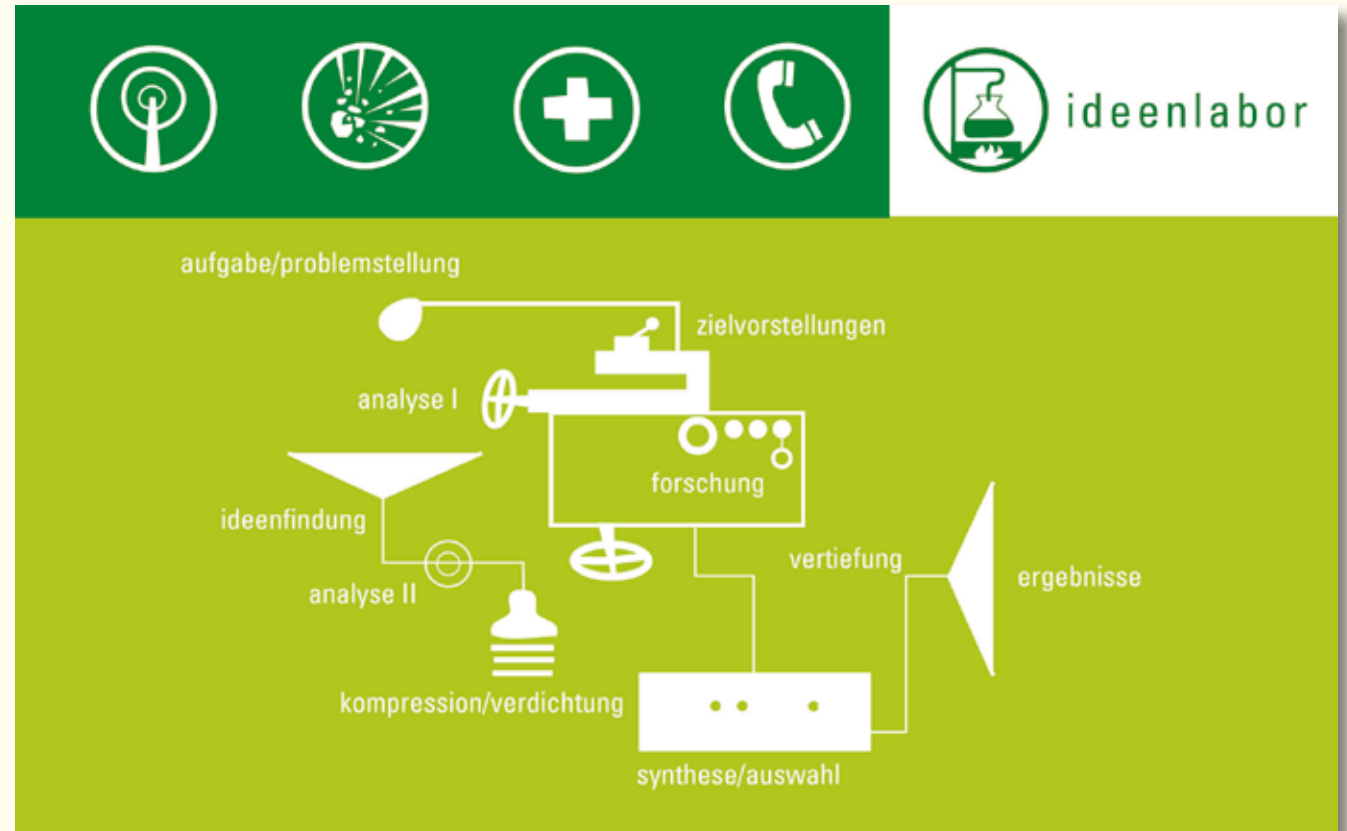 ideenlabor
aufgabe/problemstellung
zielvorstellungen
analyse I
forschung
ideenfindung
vertiefung
ergebnisse
analyse II
kompression/verdichtung
synthese/auswahl